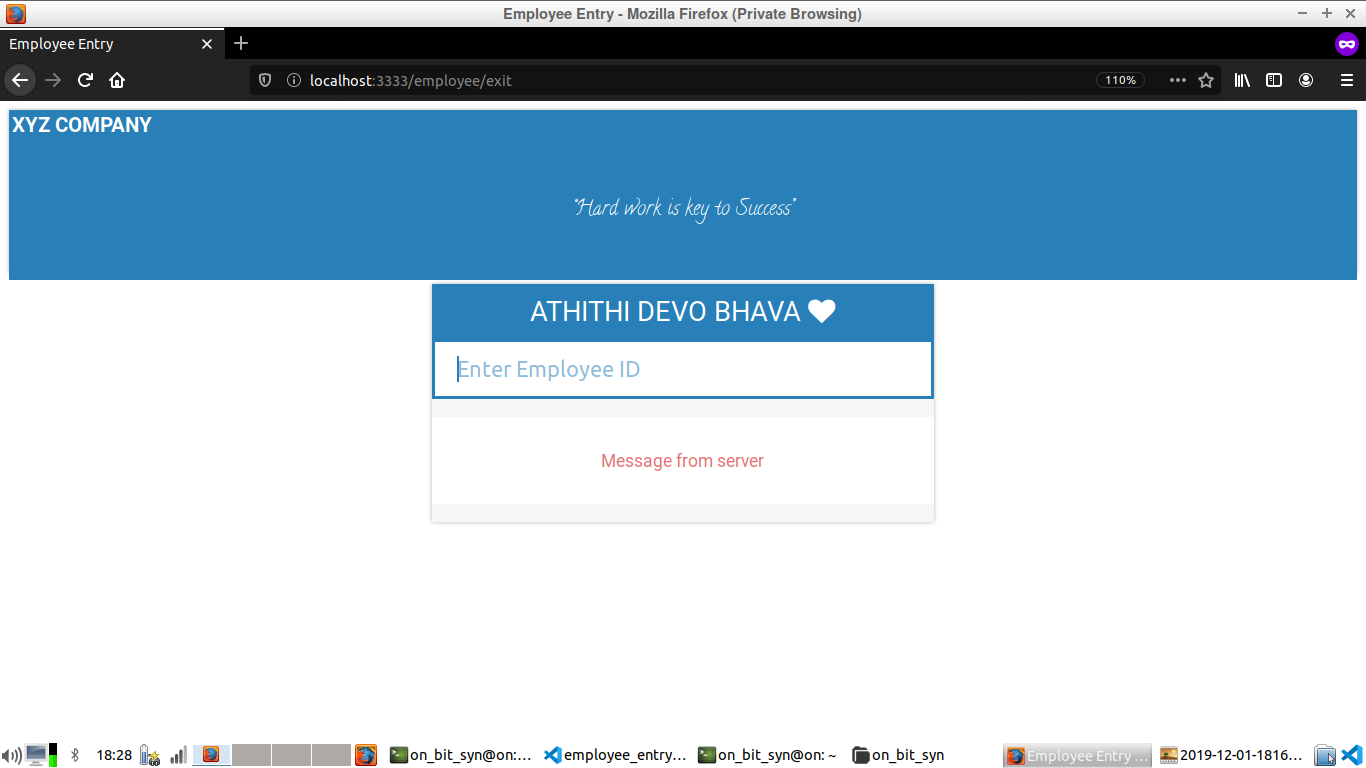 Employee Entry - Mozilla Firefox (Private Browsing)
Employee Entry
localhost:3333/employee/exit
110%
XYZ COMPANY
"Hard work is key to Success"
ATHITHI DEVO BHAVA
Enter Employee ID
Message from server
18:28
on_bit_syn@on:...
employee_entry...
on_bit_syn@on: ~
on_bit_syn
Employee Entry ...
2019-12-01-1816...